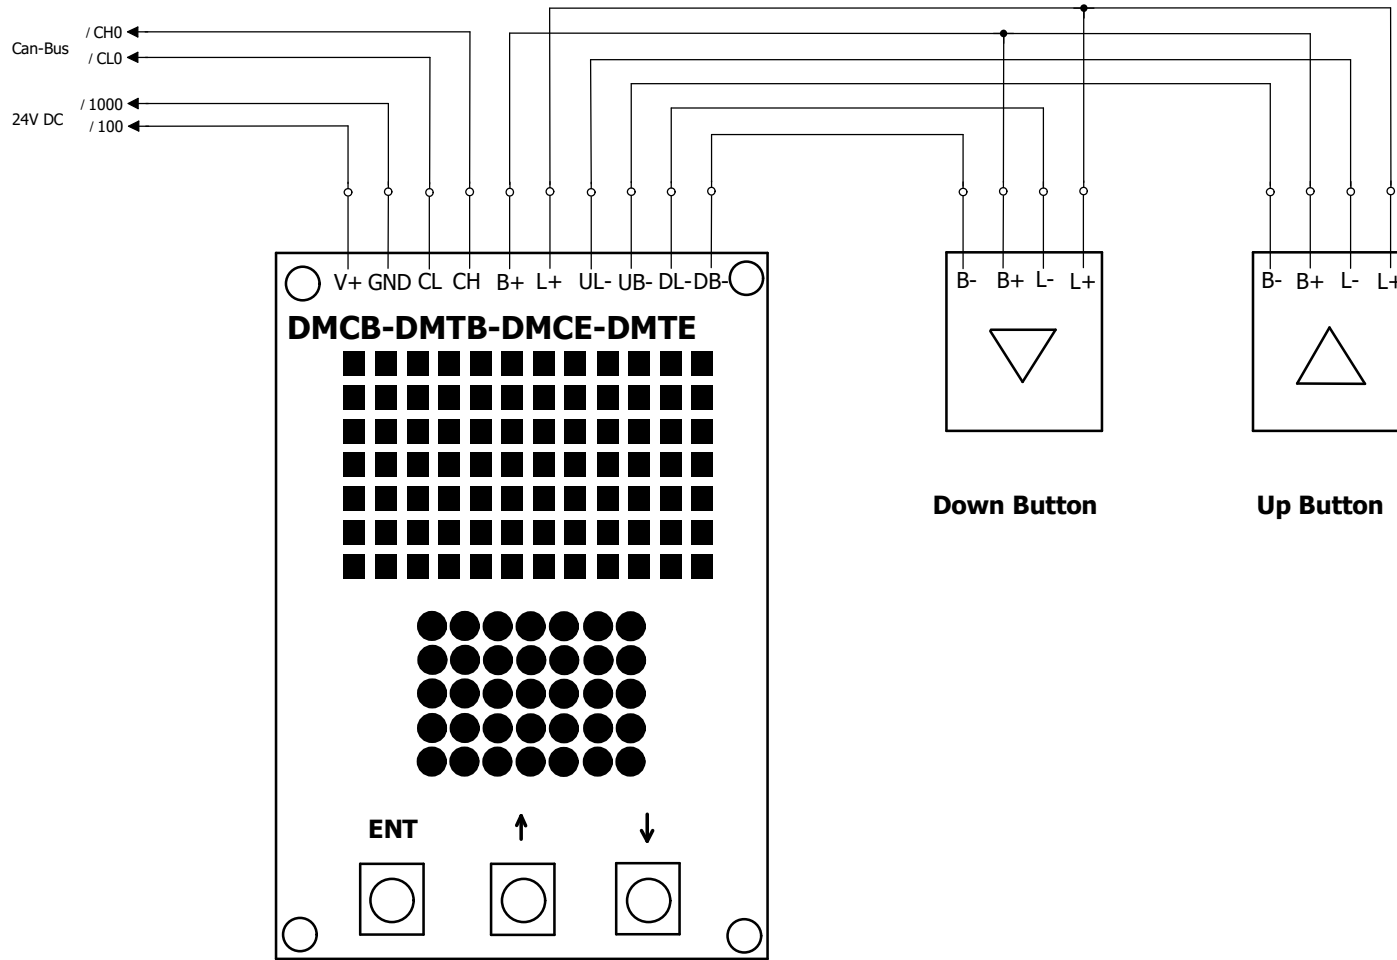 / CH0
Can-Bus
/ CL0
/ 1000
24V DC
/ 100
V+ GND CL CH B+ L+ UL- UB- DL- DB-
B- B+ L- L+
B- B+ L- L+
DMCB-DMTB-DMCE-DMTE
Down Button
Up Button
ENT